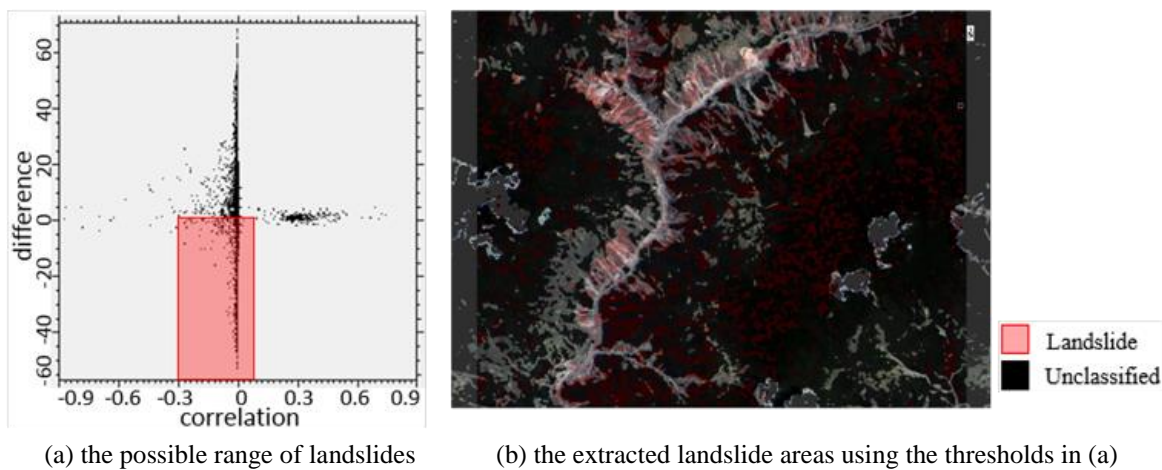 60
40
20
0
-20
-40
-60
difference
-0.9 -0.6 -0.3 0 0.3 0.6 0.9
correlation
Landslide
Unclassified
(a) the possible range of landslides
(b) the extracted landslide areas using the thresholds in (a)